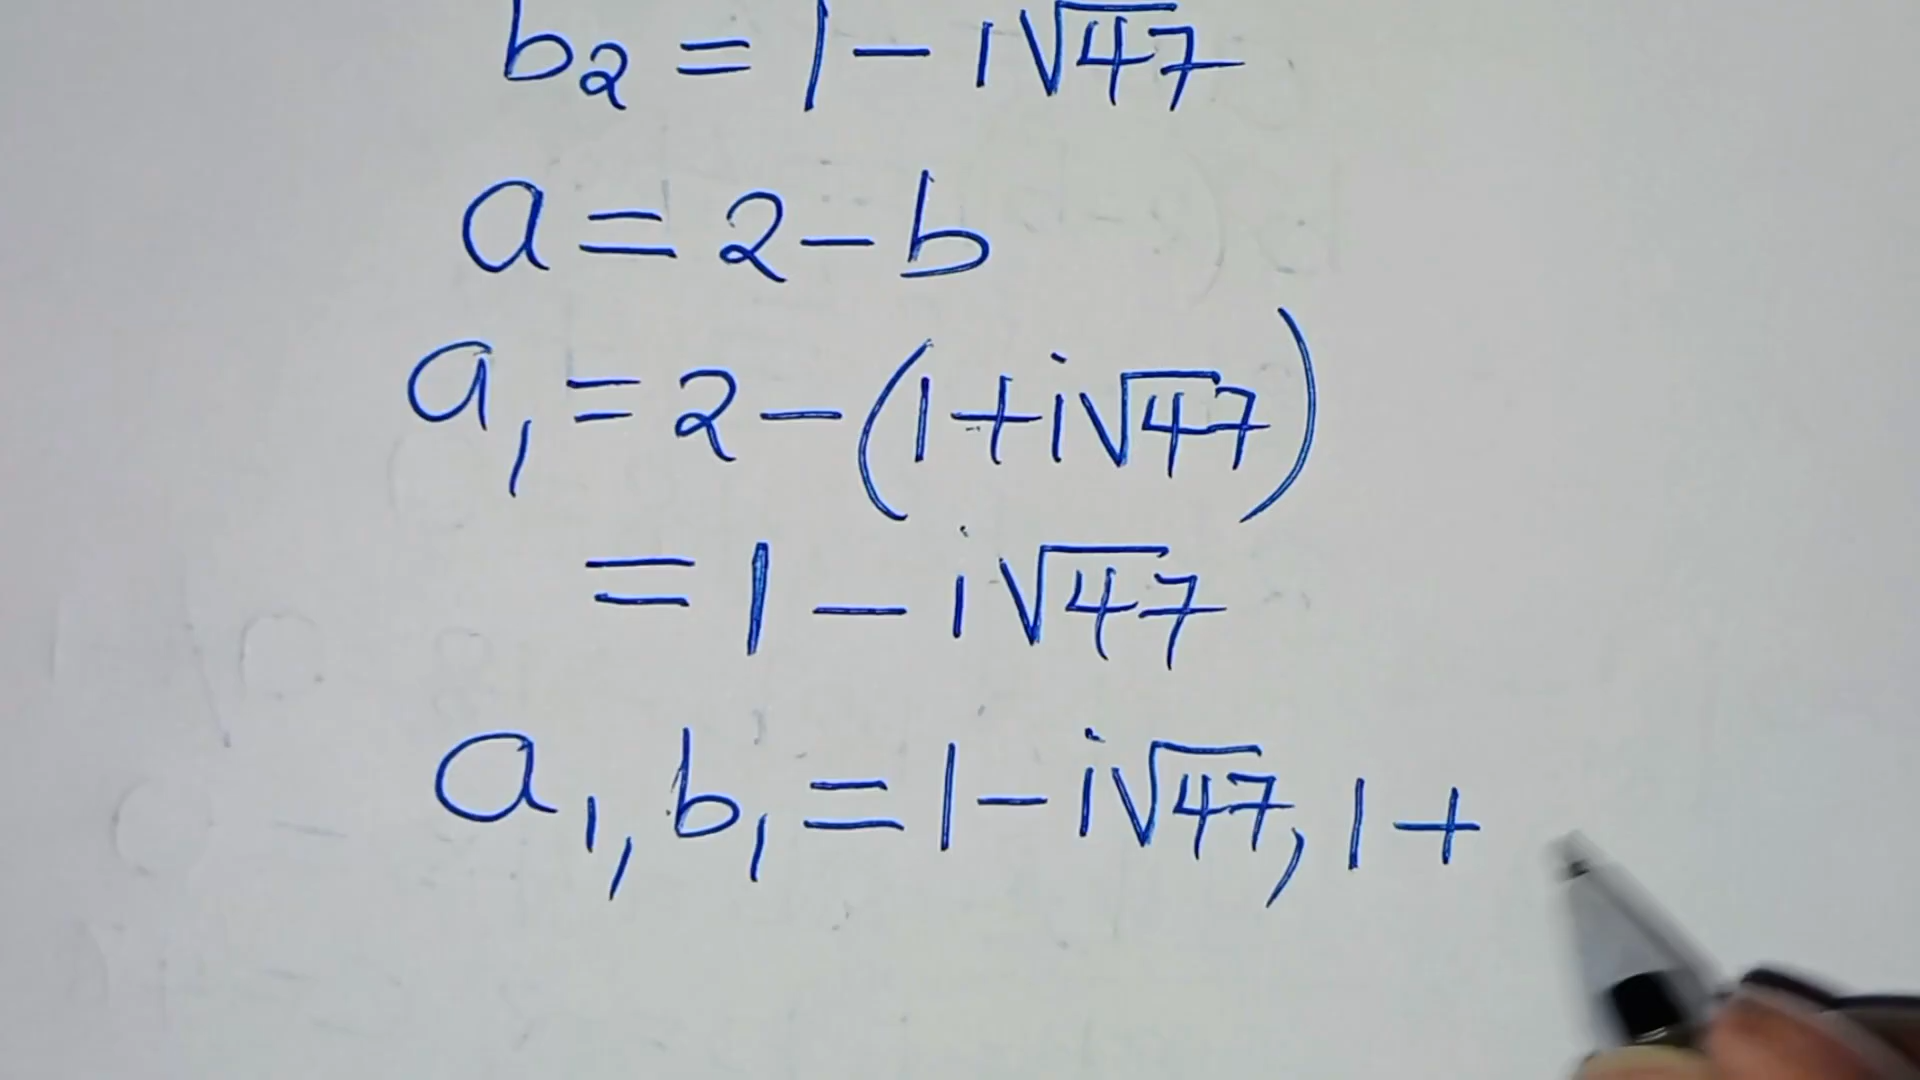 b₂ = 1 - i√47
a = 2 - b
a₁ = 2 - (1 + i√47)
= 1 - i√47
a₁, b₁ = 1 - i√47, 1 +